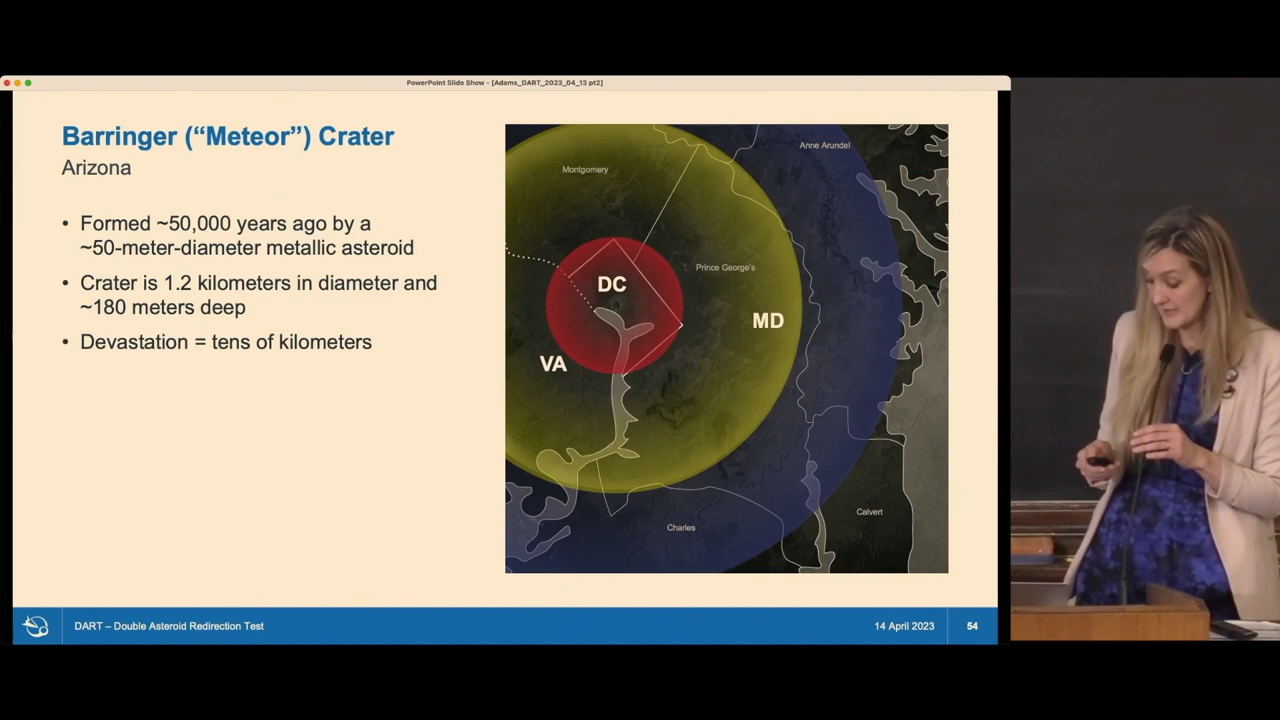 PowerPoint Slide Show - [Adams_DART_2023_04_13 pt2]
Barringer (“Meteor”) Crater
Arizona
• Formed ~50,000 years ago by a
~50-meter-diameter metallic asteroid
• Crater is 1.2 kilometers in diameter and
~180 meters deep
• Devastation = tens of kilometers
Anne Arundel
Montgomery
Prince George's
DC
MD
VA
Calvert
Charles
DART – Double Asteroid Redirection Test
14 April 2023
54